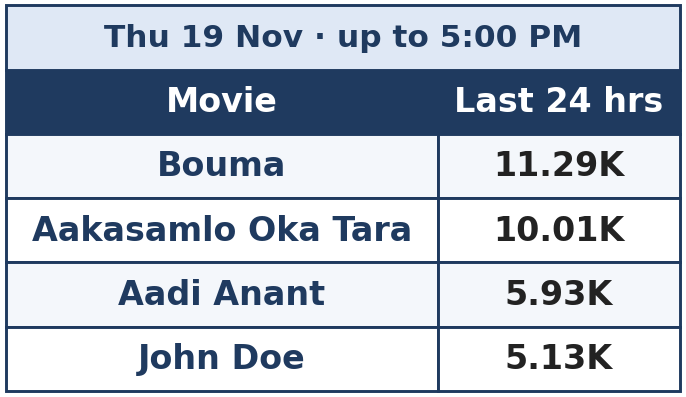 Thu 19 Nov · up to 5:00 PM
Movie Last 24 hrs
Bouma 11.29K
Aakasamlo Oka Tara 10.01K
Aadi Anant 5.93K
John Doe 5.13K